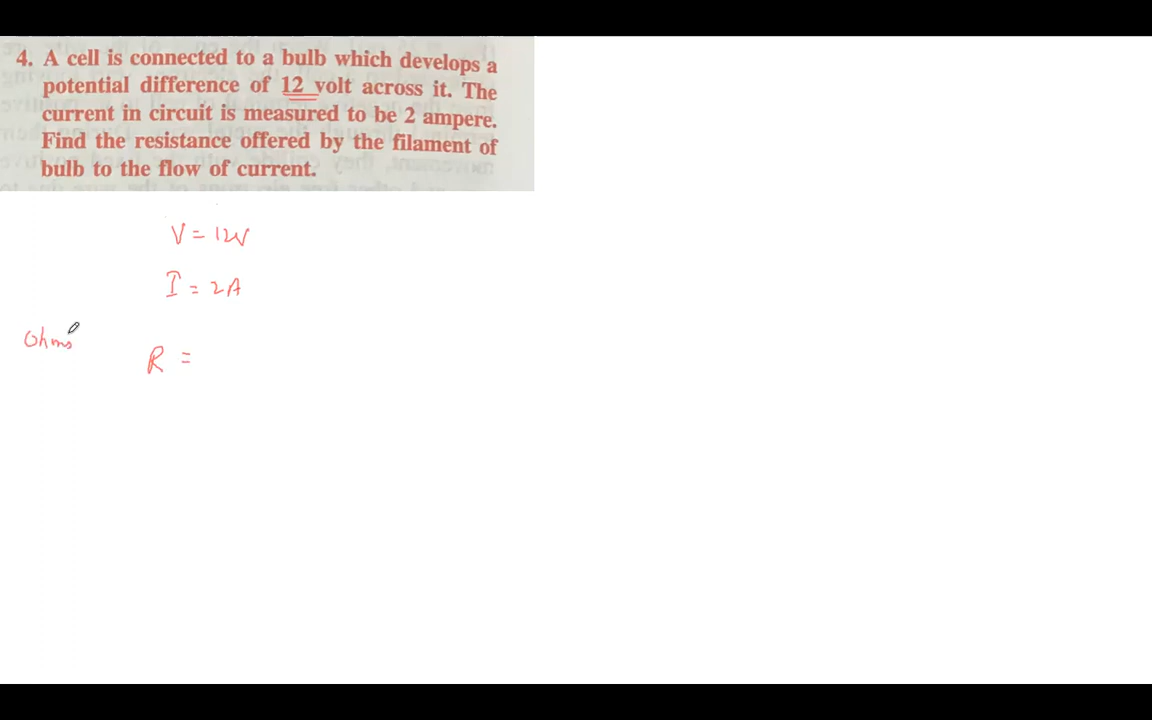 4. A cell is connected to a bulb which develops a
potential difference of 12 volt across it. The
current in circuit is measured to be 2 ampere.
Find the resistance offered by the filament of
bulb to the flow of current.
V = 12V
I = 2A
Ohms
R =